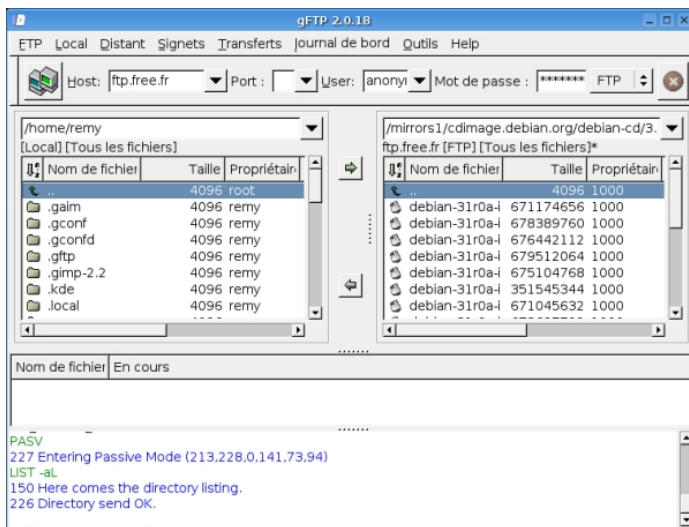 gFTP 2.0.18
FTP Local Distant Signets Transferts Journal de bord Outils Help
Host: ftp.free.fr Port : User: anonyı Mot de passe : ******* FTP
/home/remy
[Local] [Tous les fichiers]
Nom de fichier Taille Propriétair
.. 4096 root
.gaim 4096 remy
.gconf 4096 remy
.gconfd 4096 remy
.gftp 4096 remy
.gimp-2.2 4096 remy
.kde 4096 remy
.local 4096 remy
/mirrors1/cdimage.debian.org/debian-cd/3.
ftp.free.fr [FTP] [Tous les fichiers]*
Nom de fichier Taille Propriétair
.. 4096 1000
debian-31r0a-i 671174656 1000
debian-31r0a-i 678389760 1000
debian-31r0a-i 676442112 1000
debian-31r0a-i 679512064 1000
debian-31r0a-i 675104768 1000
debian-31r0a-i 351545344 1000
debian-31r0a-i 671045632 1000
Nom de fichier En cours
PASV
227 Entering Passive Mode (213,228,0,141,73,94)
LIST -aL
150 Here comes the directory listing.
226 Directory send OK.